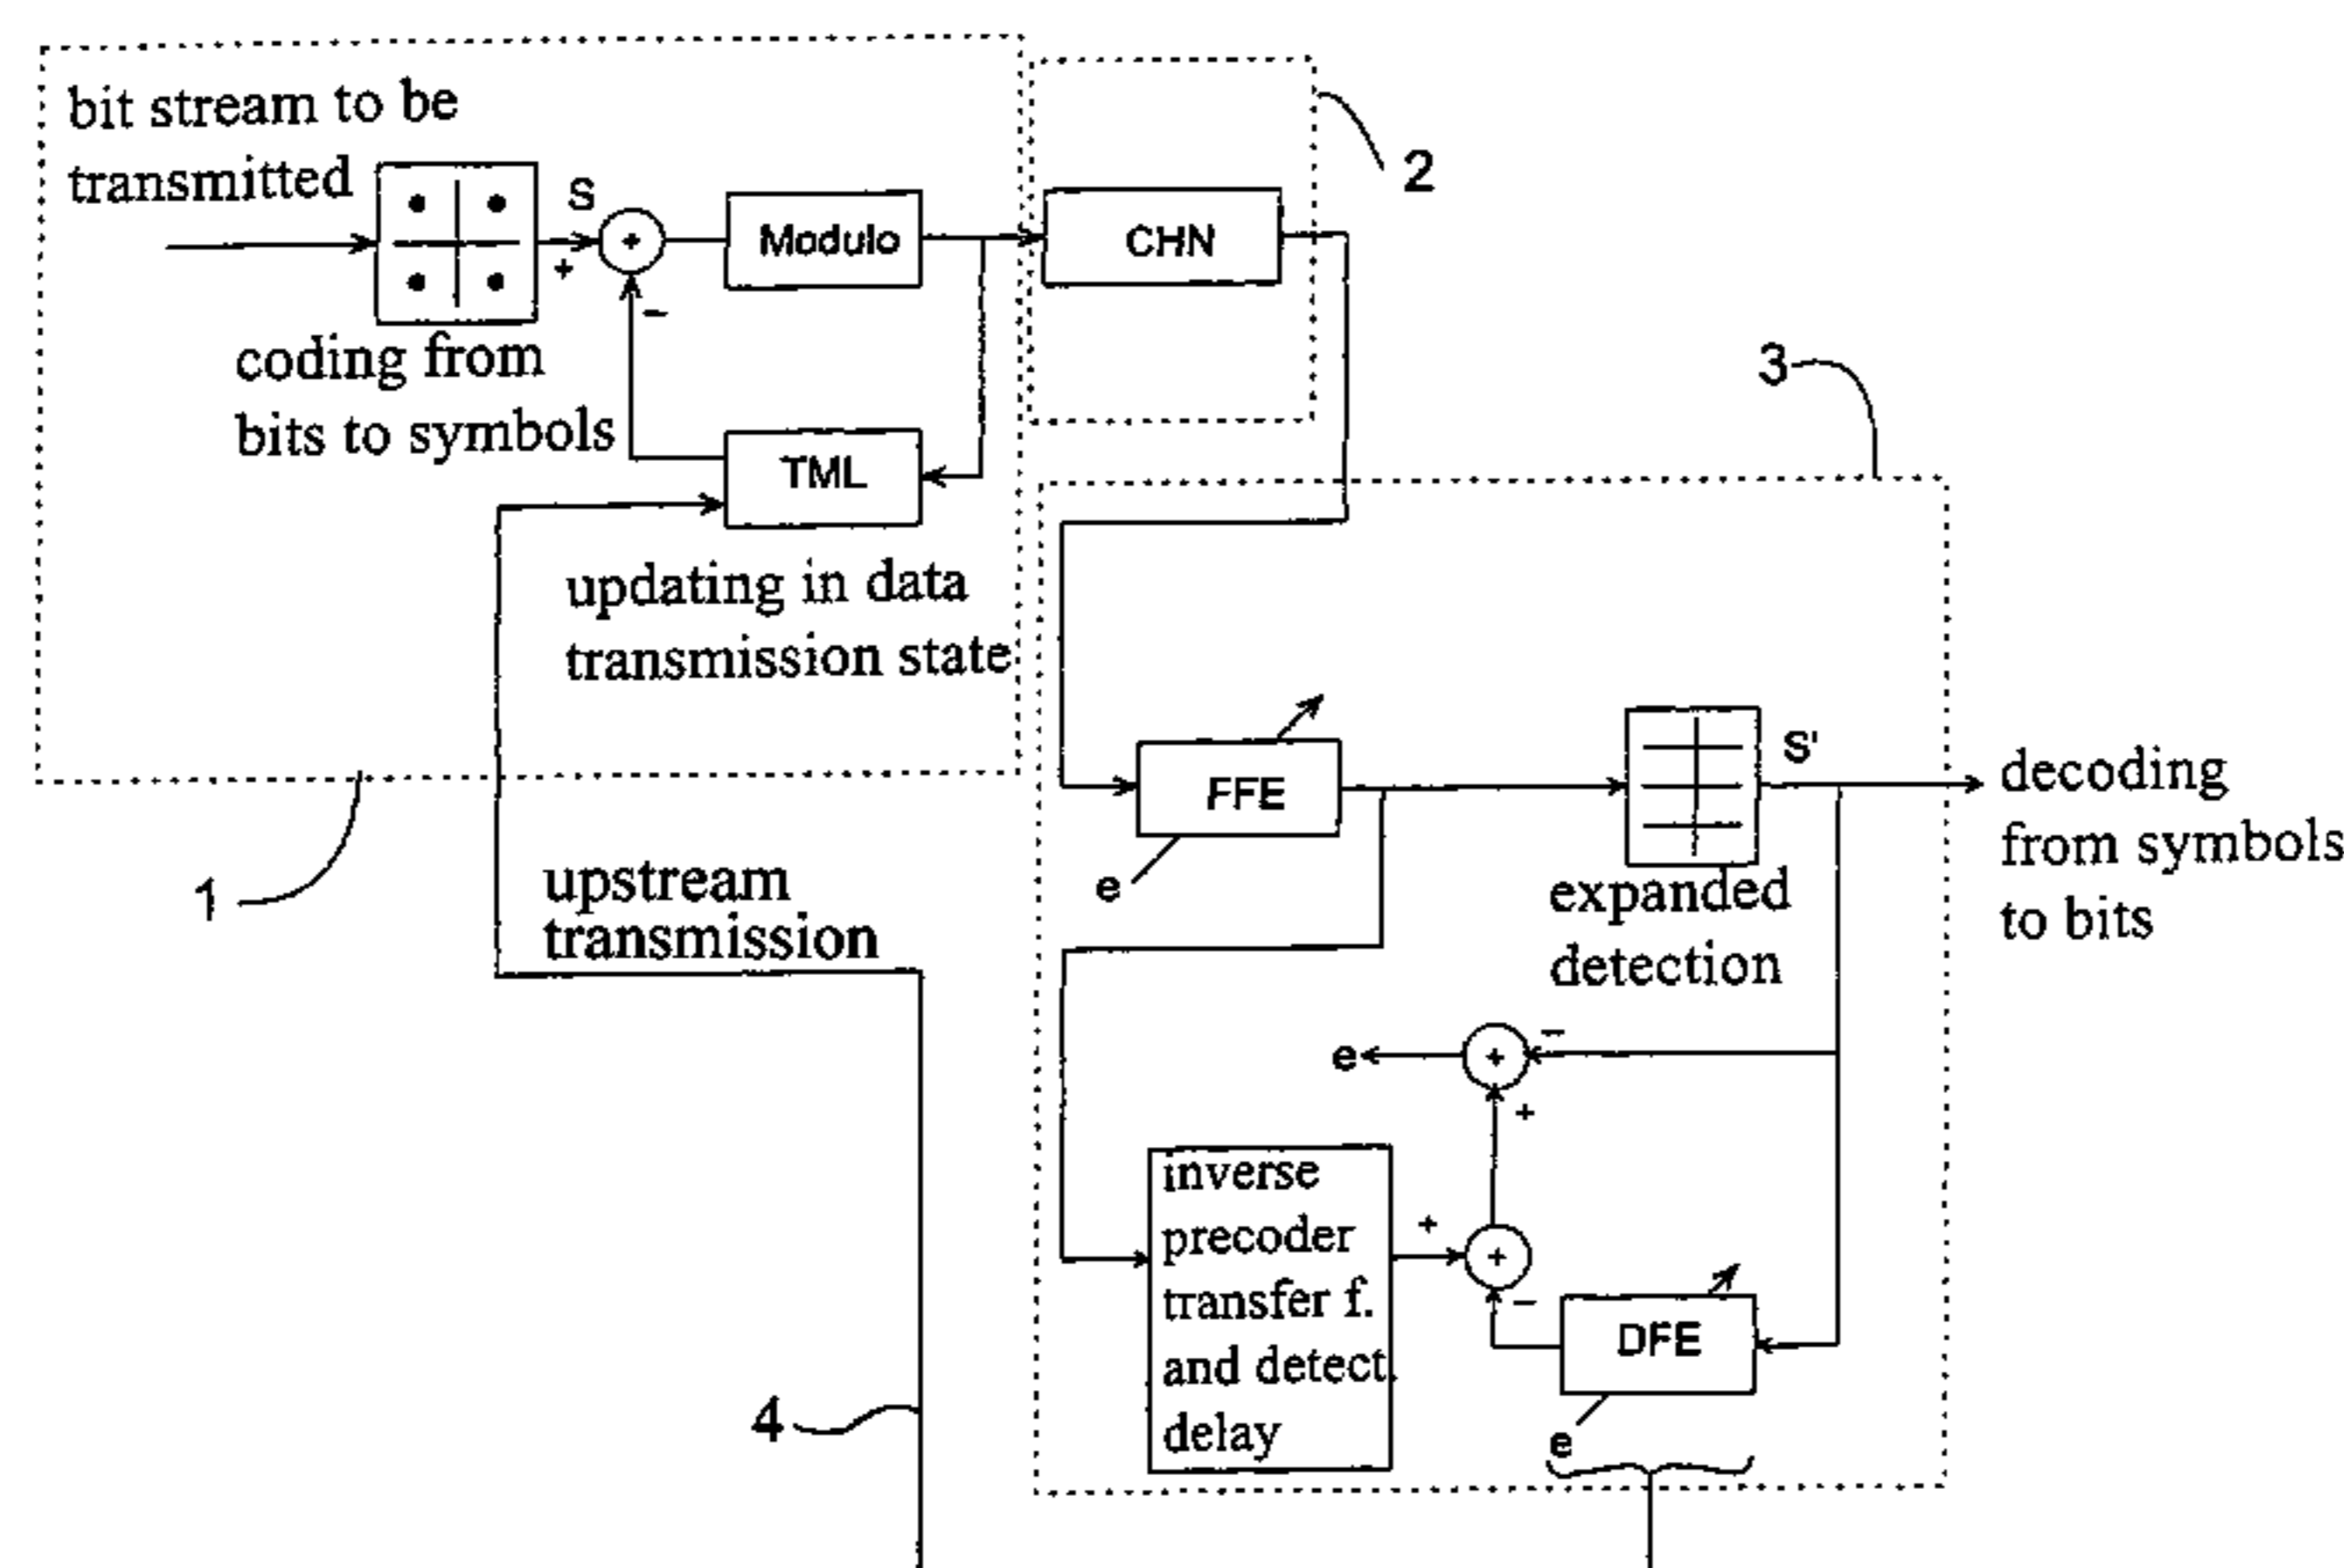 bit stream to be
transmitted
S
+
+
−
Modulo
CHN
2
coding from
bits to symbols
TML
3
updating in data
transmission state
1
upstream
transmission
FFE
e
S'
expanded
detection
decoding
from symbols
to bits
e
+
−
+
inverse
precoder
transfer f.
and detect.
delay
+
+
−
DFE
e
4